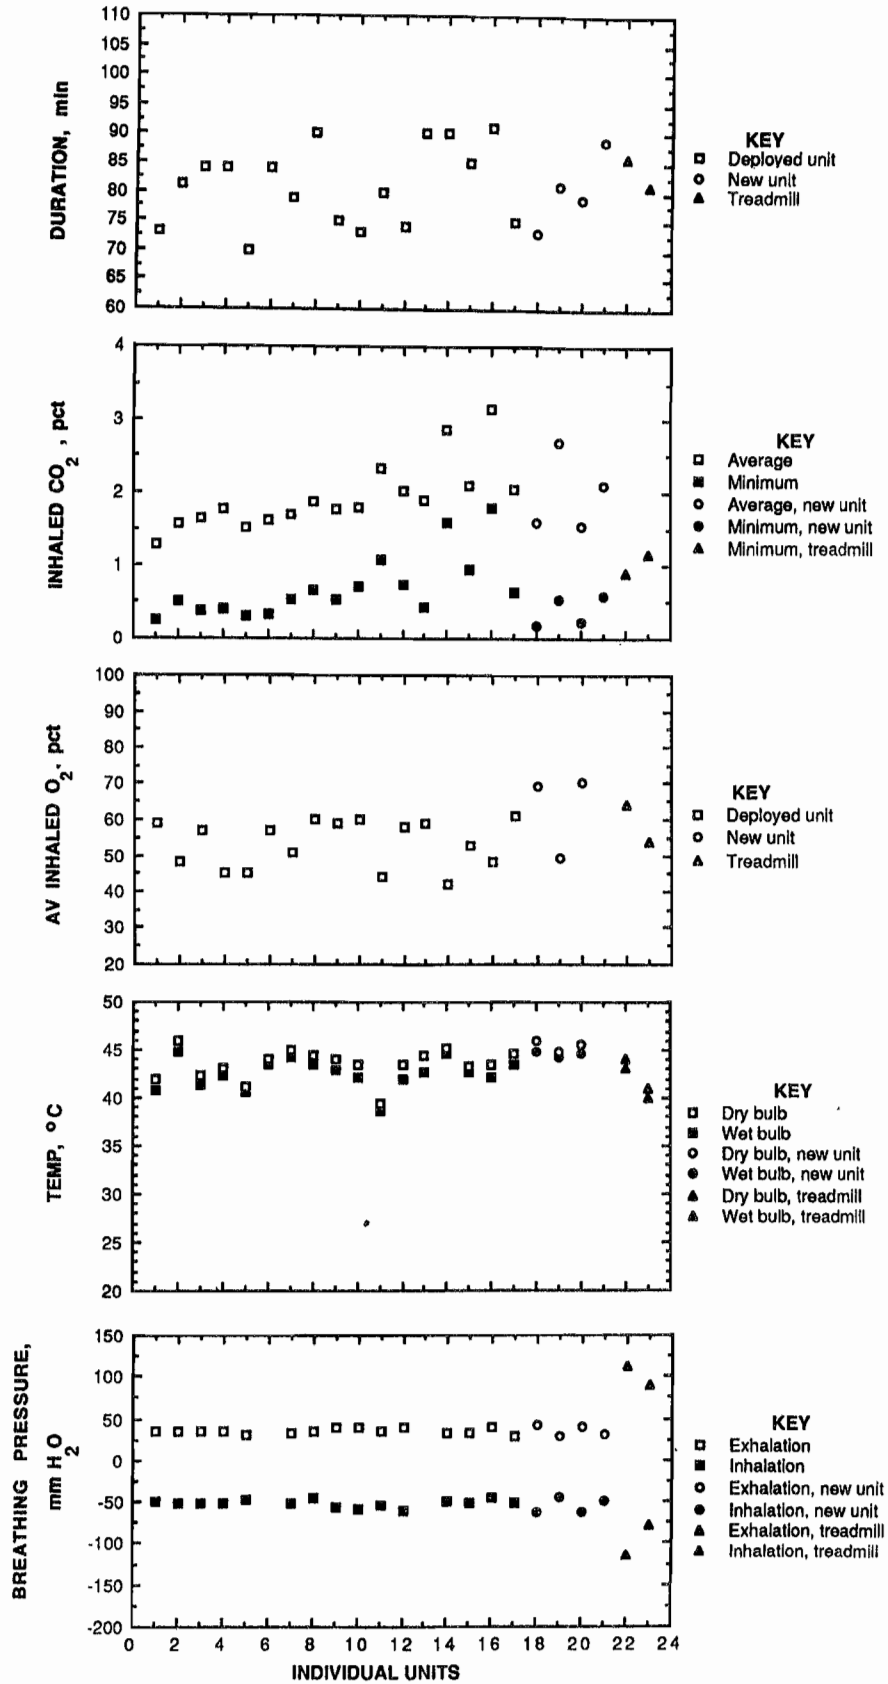 110
105
100
95
90
85
80
75
70
65
60
DURATION, min
KEY
Deployed unit
New unit
Treadmill
4
3
2
1
0
INHALED CO2 , pct
KEY
Average
Minimum
Average, new unit
Minimum, new unit
Minimum, treadmill
100
90
80
70
60
50
40
30
20
AV INHALED O2, pct
KEY
Deployed unit
New unit
Treadmill
50
45
40
35
30
25
20
TEMP, °C
KEY
Dry bulb
Wet bulb
Dry bulb, new unit
Wet bulb, new unit
Dry bulb, treadmill
Wet bulb, treadmill
150
100
50
0
-50
-100
-150
-200
BREATHING PRESSURE,
mm H2O
KEY
Exhalation
Inhalation
Exhalation, new unit
Inhalation, new unit
Exhalation, treadmill
Inhalation, treadmill
0 2 4 6 8 10 12 14 16 18 20 22 24
INDIVIDUAL UNITS